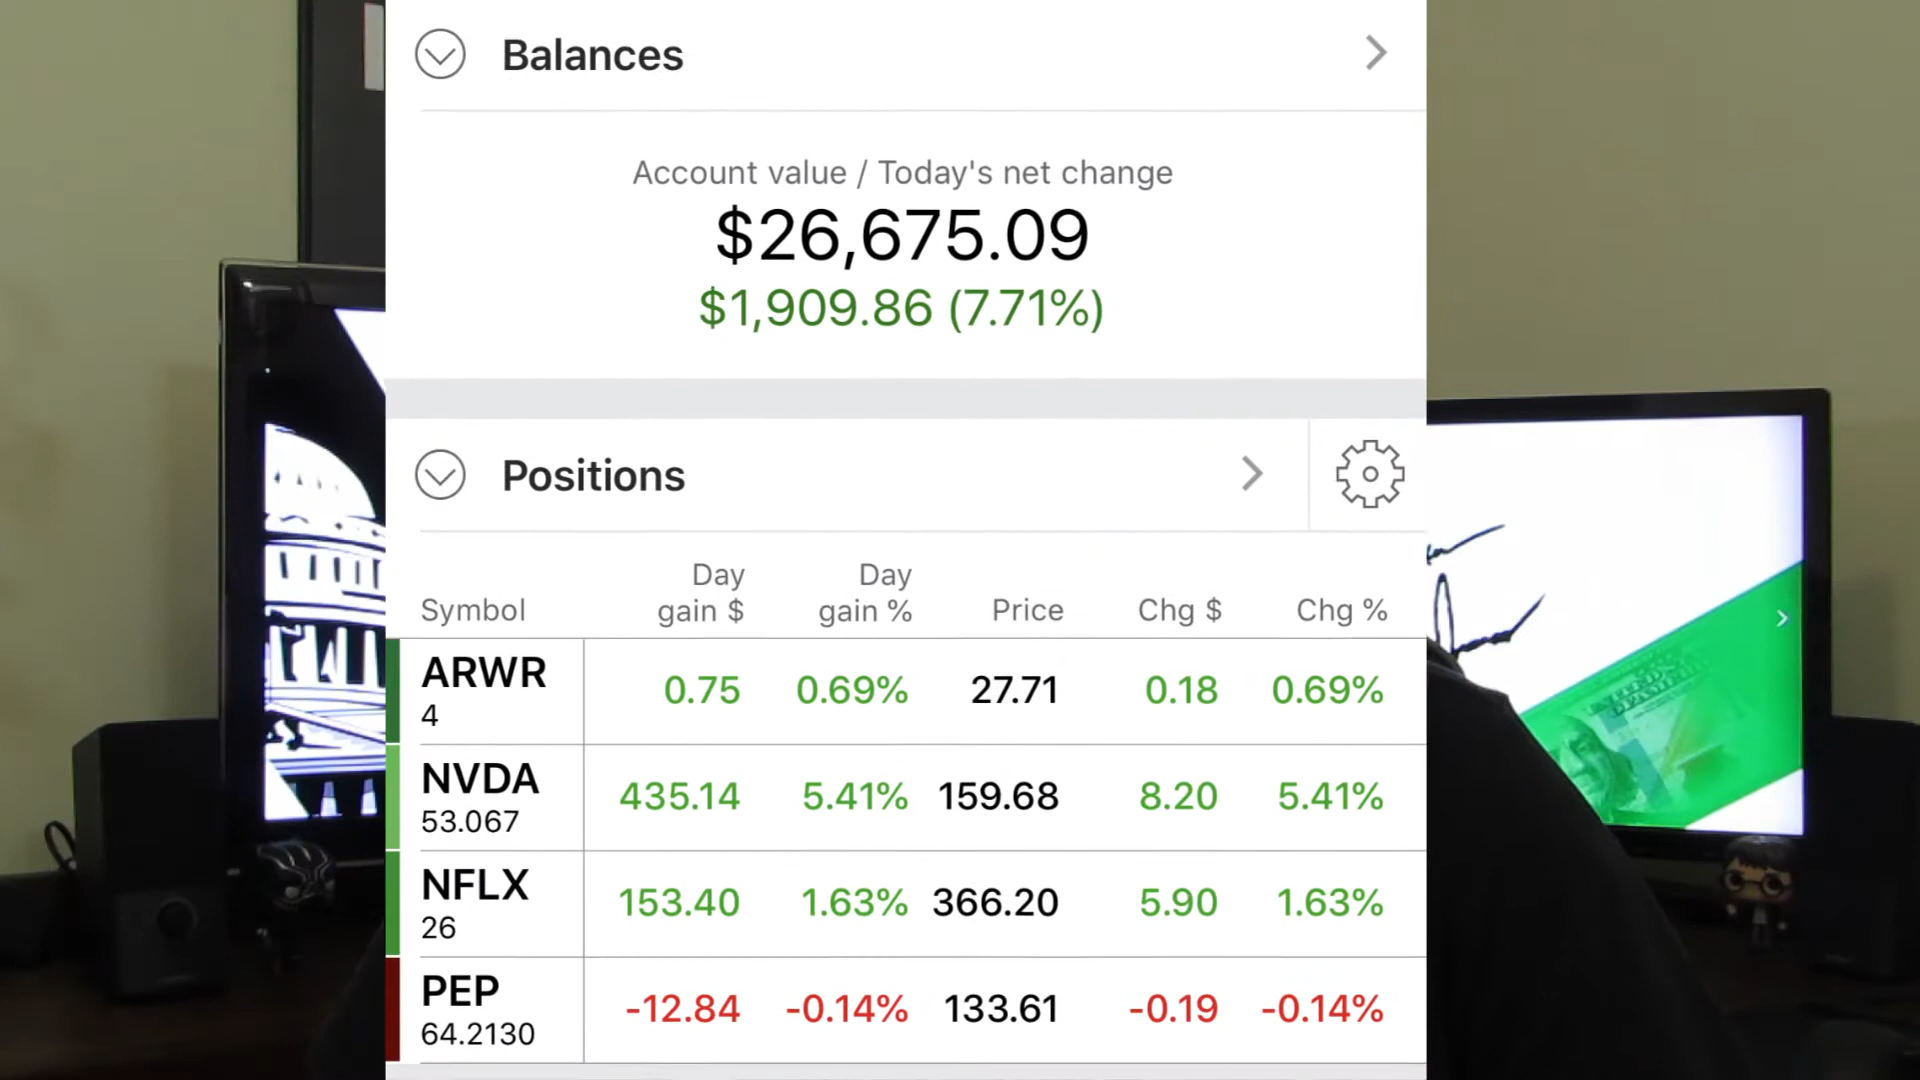 Balances
Account value / Today's net change
$26,675.09
$1,909.86 (7.71%)
Positions
Symbol Day gain $ Day gain % Price Chg $ Chg %
ARWR 0.75 0.69% 27.71 0.18 0.69%
4
NVDA 435.14 5.41% 159.68 8.20 5.41%
53.067
NFLX 153.40 1.63% 366.20 5.90 1.63%
26
PEP -12.84 -0.14% 133.61 -0.19 -0.14%
64.2130